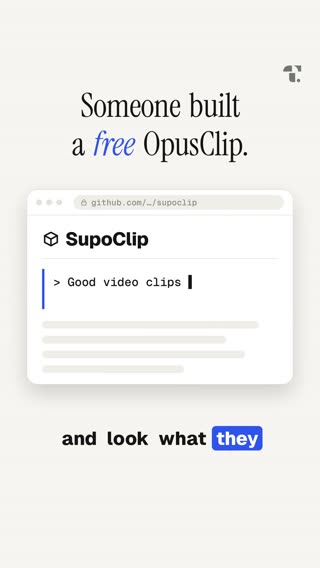 Someone built
a free OpusClip.
github.com/…/supoclip
SupoClip
> Good video clips
and look what they